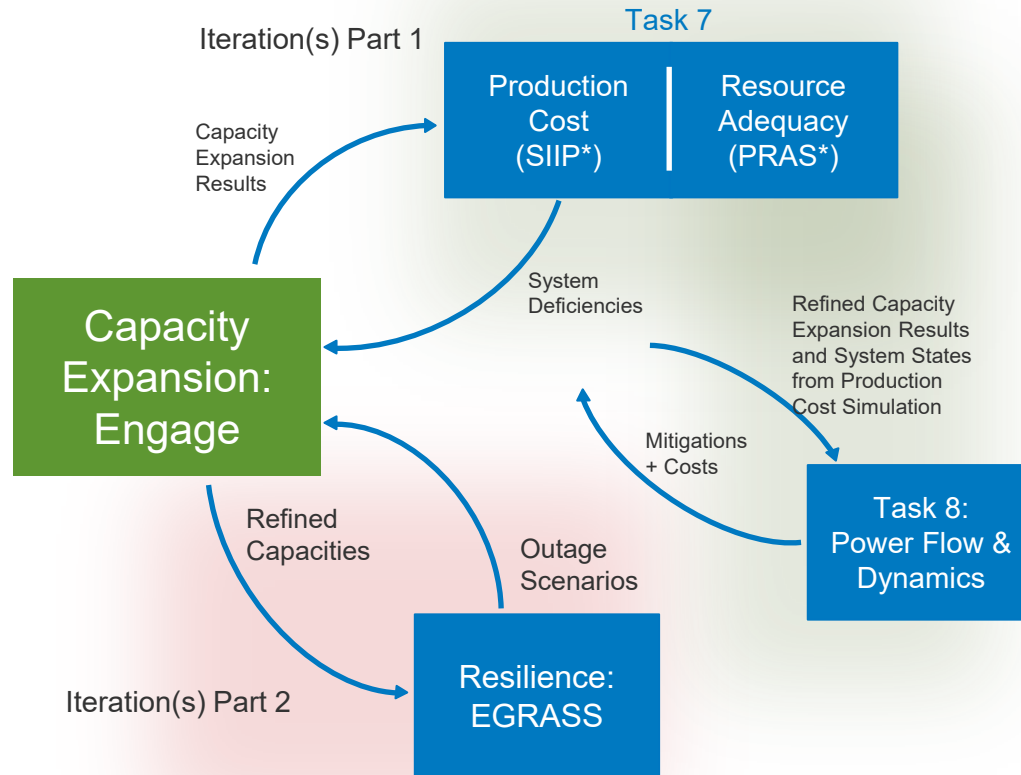 Iteration(s) Part 1
Task 7
Production
Cost
(SIIP*)
Resource
Adequacy
(PRAS*)
Capacity
Expansion
Results
System
Deficiencies
Refined Capacity
Expansion Results
and System States
from Production
Cost Simulation
Capacity
Expansion:
Engage
Mitigations
+ Costs
Task 8:
Power Flow &
Dynamics
Refined
Capacities
Outage
Scenarios
Resilience:
EGRASS
Iteration(s) Part 2